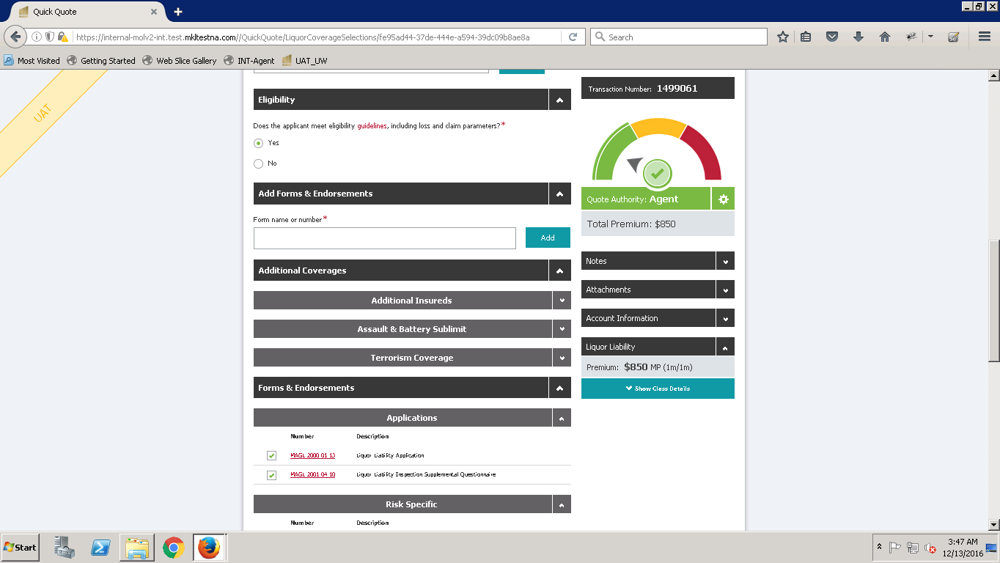 Quick Quote
https://internal-molv2-int.test.mkltestna.com//QuickQuote/LiquorCoverageSelections/fe95ad44-37de-444e-a594-39dc09b8ae8a
Search
Most Visited
Getting Started
Web Slice Gallery
INT-Agent
UAT_UW
UAT
Eligibility
Does the applicant meet eligibility guidelines, including loss and claim parameters?*
Yes
No
Add Forms & Endorsements
Form name or number*
Add
Additional Coverages
Additional Insureds
Assault & Battery Sublimit
Terrorism Coverage
Forms & Endorsements
Applications
Number Description
MAGL 2000 01 13 Liquor Liability Application
MAGL 2001 04 10 Liquor Liability Inspection Supplemental Questionnaire
Risk Specific
Number Description
Transaction Number: 1499061
Quote Authority: Agent
Total Premium: $850
Notes
Attachments
Account Information
Liquor Liability
Premium: $850 MP (1m/1m)
Show Class Details
Start
3:47 AM
12/13/2016